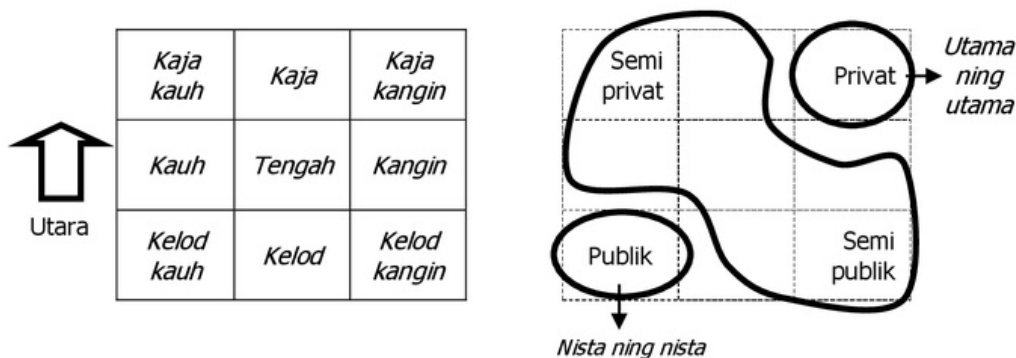 Kaja
kauh
Kaja
Kaja
kangin
Kauh
Tengah
Kangin
Kelod
kauh
Kelod
Kelod
kangin
Utara
Semi
privat
Privat
Utama
ning
utama
Publik
Semi
publik
Nista ning nista